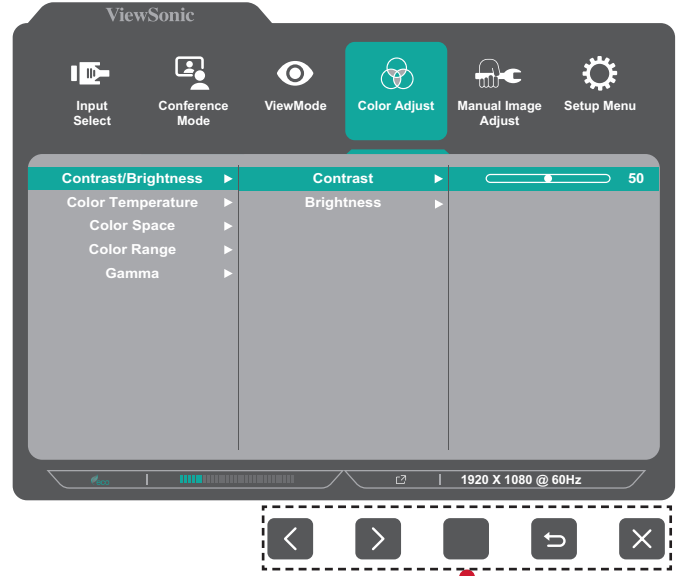 ViewSonic
Input Select
Conference Mode
ViewMode
Color Adjust
Manual Image Adjust
Setup Menu
Contrast/Brightness
Contrast
50
Color Temperature
Brightness
Color Space
Color Range
Gamma
eco
1920 X 1080 @ 60Hz